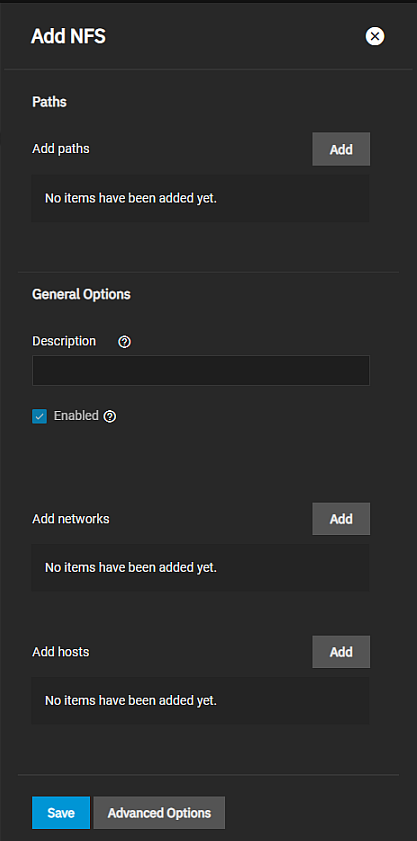 Add NFS
Paths
Add paths
Add
No items have been added yet.
General Options
Description
Enabled
Add networks
Add
No items have been added yet.
Add hosts
Add
No items have been added yet.
Save
Advanced Options